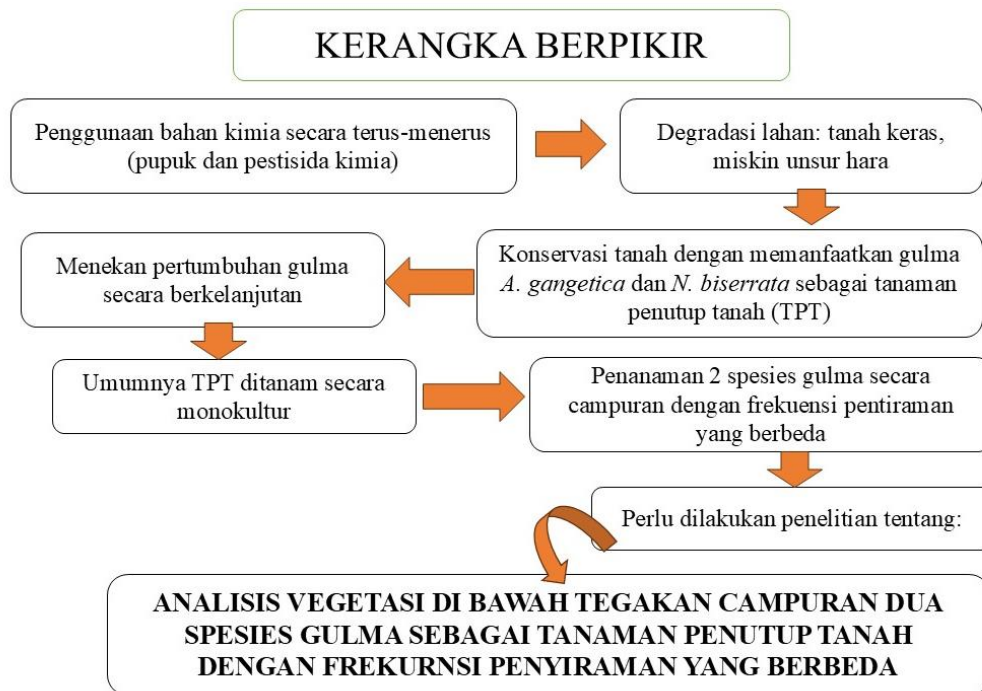 KERANGKA BERPIKIR
Penggunaan bahan kimia secara terus-menerus
(pupuk dan pestisida kimia)
Degradasi lahan: tanah keras,
miskin unsur hara
Konservasi tanah dengan memanfaatkan gulma
A. gangetica dan N. biserrata sebagai tanaman
penutup tanah (TPT)
Menekan pertumbuhan gulma
secara berkelanjutan
Umumnya TPT ditanam secara
monokultur
Penanaman 2 spesies gulma secara
campuran dengan frekuensi pentiraman
yang berbeda
Perlu dilakukan penelitian tentang:
ANALISIS VEGETASI DI BAWAH TEGAKAN CAMPURAN DUA
SPESIES GULMA SEBAGAI TANAMAN PENUTUP TANAH
DENGAN FREKURNSI PENYIRAMAN YANG BERBEDA